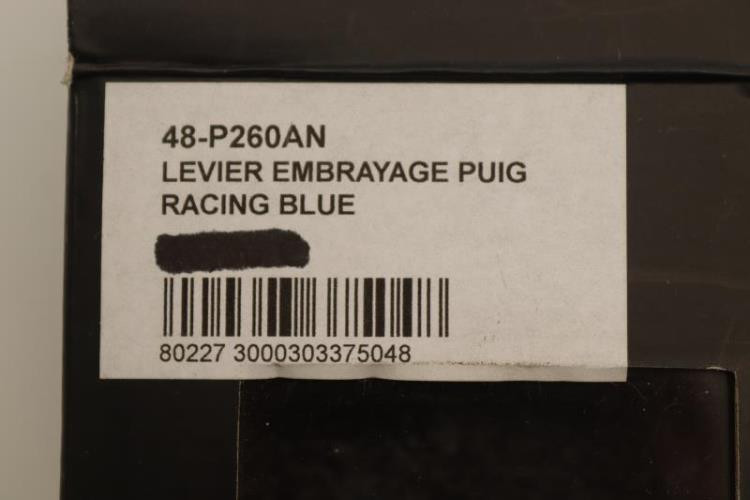 48-P260AN
LEVIER EMBRAYAGE PUIG
RACING BLUE
80227 3000303375048